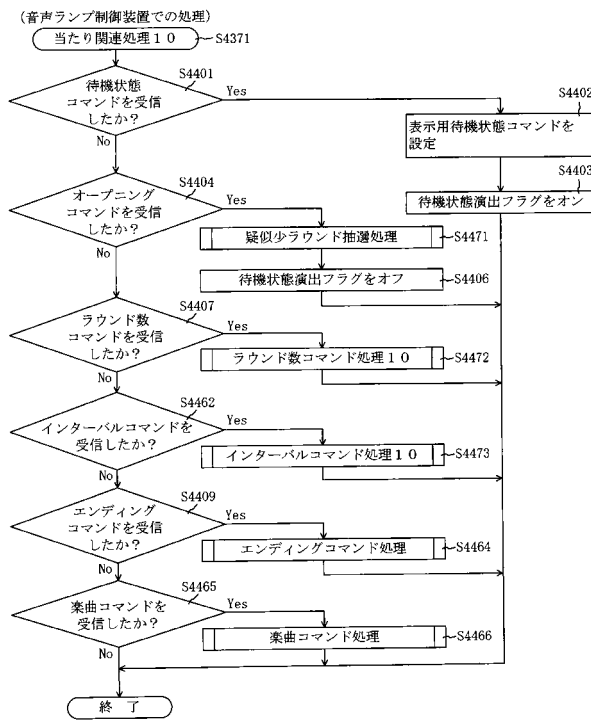 (音声ランプ制御装置での処理)
当たり関連処理10
S4371
S4401
待機状態
コマンドを受信
したか?
Yes
No
S4402
表示用待機状態コマンドを
設定
S4403
待機状態演出フラグをオン
S4404
オープニング
コマンドを受信
したか?
Yes
No
疑似少ラウンド抽選処理
S4471
待機状態演出フラグをオフ
S4406
S4407
ラウンド数
コマンドを受信
したか?
Yes
No
ラウンド数コマンド処理10
S4472
S4462
インターバルコマンドを
受信したか?
Yes
No
インターバルコマンド処理10
S4473
S4409
エンディング
コマンドを受信
したか?
Yes
No
エンディングコマンド処理
S4464
S4465
楽曲コマンドを
受信したか?
Yes
No
楽曲コマンド処理
S4466
終 了